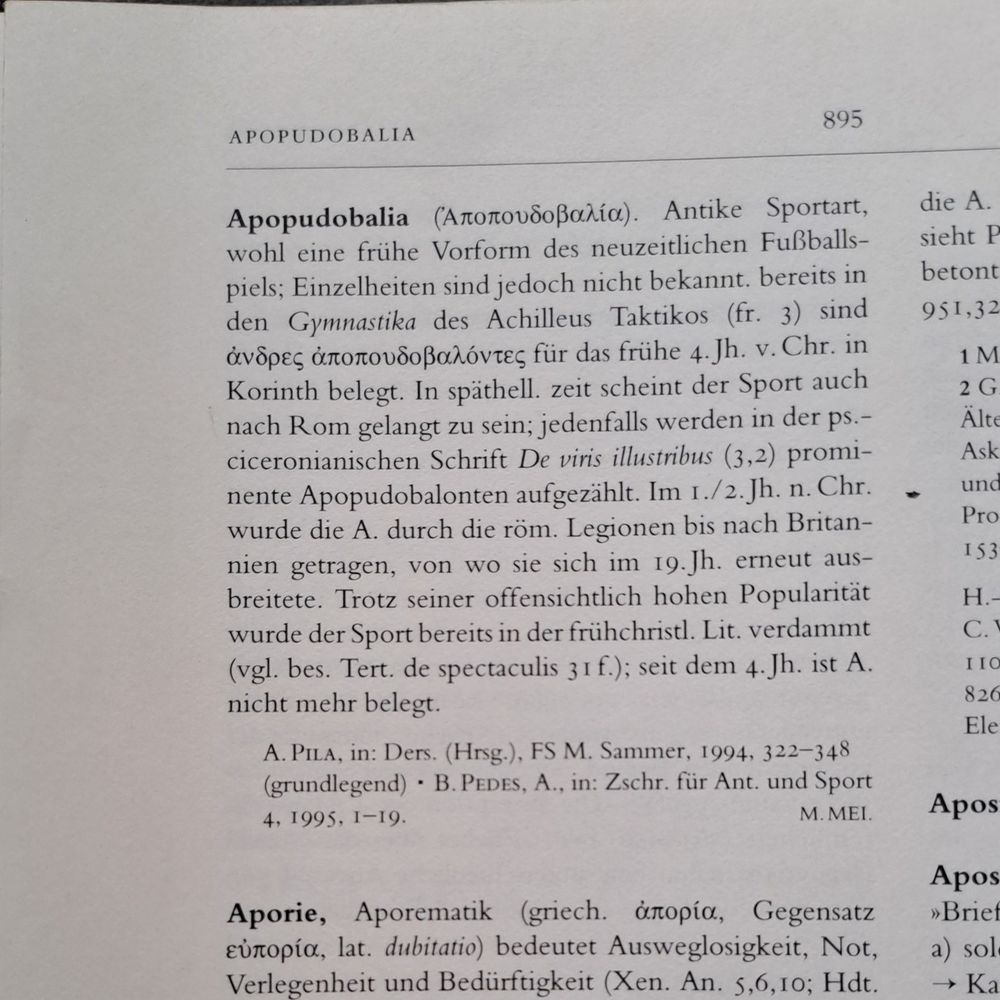 APOPUDOBALIA
895
Apopudobalia (Ἀποπουδοβαλία). Antike Sportart,
wohl eine frühe Vorform des neuzeitlichen Fußballs-
piels; Einzelheiten sind jedoch nicht bekannt. bereits in
den Gymnastika des Achilleus Taktikos (fr. 3) sind
ἄνδρες ἀποπουδοβαλόντες für das frühe 4. Jh. v. Chr. in
Korinth belegt. In späthell. zeit scheint der Sport auch
nach Rom gelangt zu sein; jedenfalls werden in der ps.-
ciceronianischen Schrift De viris illustribus (3,2) promi-
nente Apopudobalonten aufgezählt. Im 1./2. Jh. n. Chr.
wurde die A. durch die röm. Legionen bis nach Britan-
nien getragen, von wo sie sich im 19. Jh. erneut aus-
breitete. Trotz seiner offensichtlich hohen Popularität
wurde der Sport bereits in der frühchristl. Lit. verdammt
(vgl. bes. Tert. de spectaculis 31 f.); seit dem 4. Jh. ist A.
nicht mehr belegt.
A. PILA, in: Ders. (Hrsg.), FS M. Sammer, 1994, 322–348
(grundlegend) • B. PEDES, A., in: Zschr. für Ant. und Sport
4, 1995, 1–19. M. MEI.
Aporie, Aporematik (griech. ἀπορία, Gegensatz
εὐπορία, lat. dubitatio) bedeutet Ausweglosigkeit, Not,
Verlegenheit und Bedürftigkeit (Xen. An. 5,6,10; Hdt.
die A.
sieht P
betont
951,32
1 M
2 G
Älte
Ask
und
Pro
153
H.-
C. V
110
826
Ele
Apos
Apos
»Brief
a) sol
→ Ka